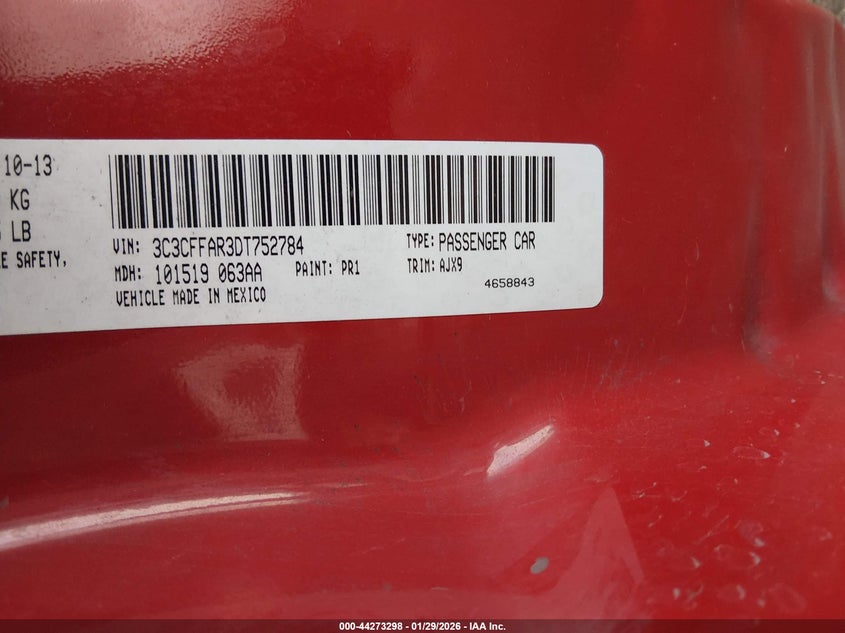 10-13
KG
LB
E SAFETY,
VIN: 3C3CFFAR3DT752784
TYPE: PASSENGER CAR
MDH: 101519 063AA
PAINT: PR1
TRIM: AJX9
VEHICLE MADE IN MEXICO
4658843
000-44273298 - 01/29/2026 - IAA Inc.